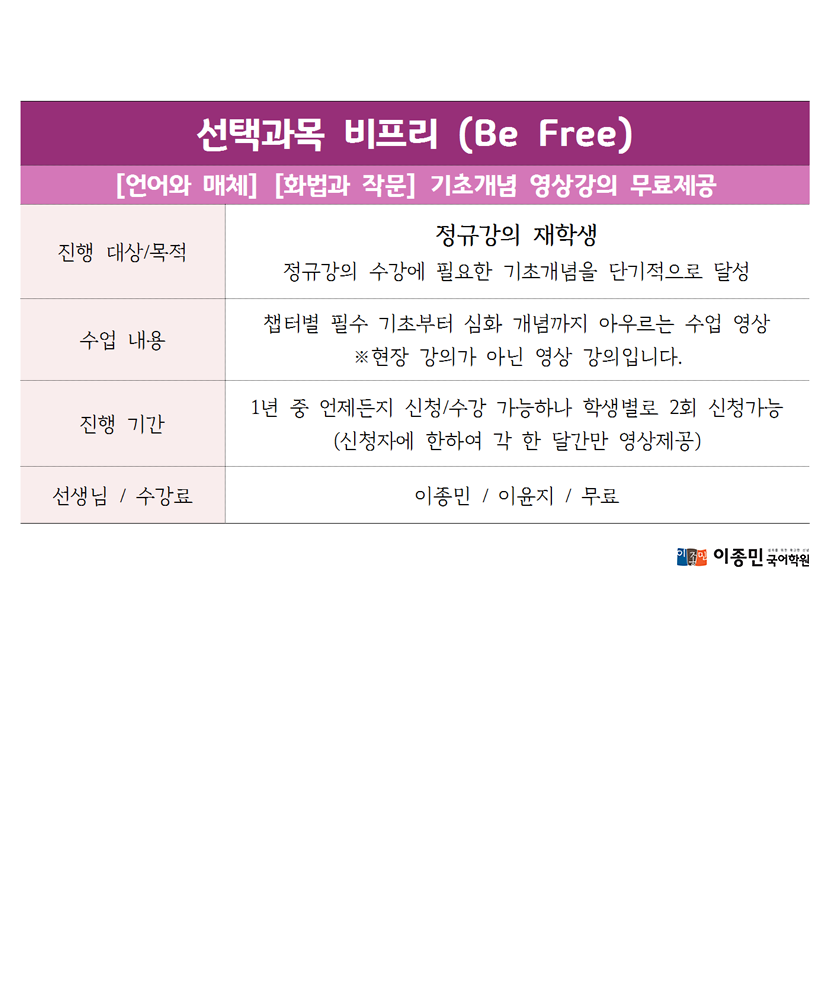 선택과목 비프리 (Be Free)
[언어와 매체] [화법과 작문] 기초개념 영상강의 무료제공
진행 대상/목적
정규강의 재학생
정규강의 수강에 필요한 기초개념을 단기적으로 달성
수업 내용
챕터별 필수 기초부터 심화 개념까지 아우르는 수업 영상
※현장 강의가 아닌 영상 강의입니다.
진행 기간
1년 중 언제든지 신청/수강 가능하나 학생별로 2회 신청가능
(신청자에 한하여 각 한 달간만 영상제공)
선생님 / 수강료
이종민 / 이윤지 / 무료
이종민
이종민 국어학원